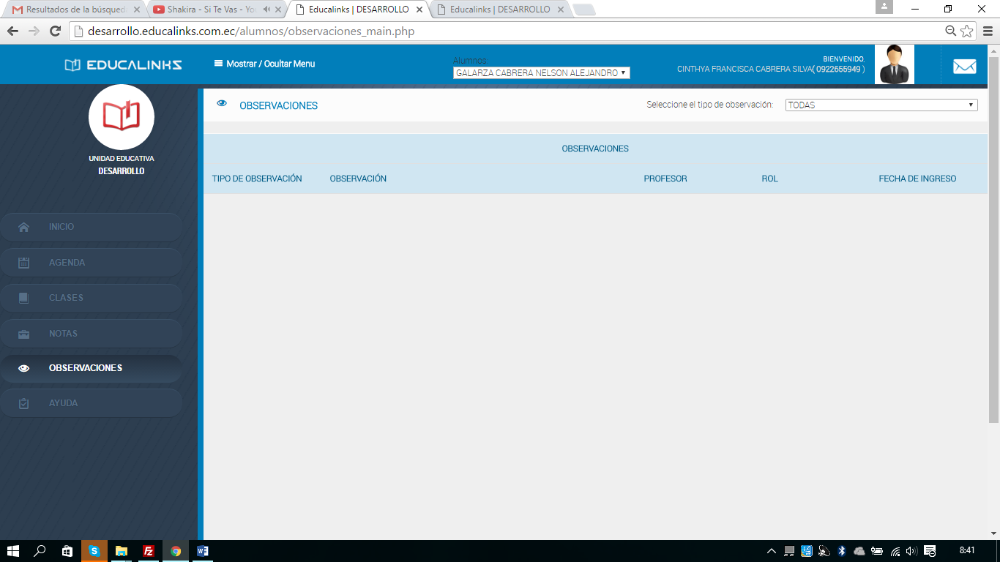 Resultados de la búsqued
Shakira - Si Te Vas - Yo
Educalinks | DESARROLLO
Educalinks | DESARROLLO
desarrollo.educalinks.com.ec/alumnos/observaciones_main.php
EDUCALINKS
Mostrar / Ocultar Menu
Alumnos:
GALARZA CABRERA NELSON ALEJANDRO
BIENVENIDO,
CINTHYA FRANCISCA CABRERA SILVA( 0922655949 )
UNIDAD EDUCATIVA
DESARROLLO
OBSERVACIONES
Seleccione el tipo de observación:
TODAS
OBSERVACIONES
TIPO DE OBSERVACIÓN
OBSERVACIÓN
PROFESOR
ROL
FECHA DE INGRESO
INICIO
AGENDA
CLASES
NOTAS
OBSERVACIONES
AYUDA
8:41